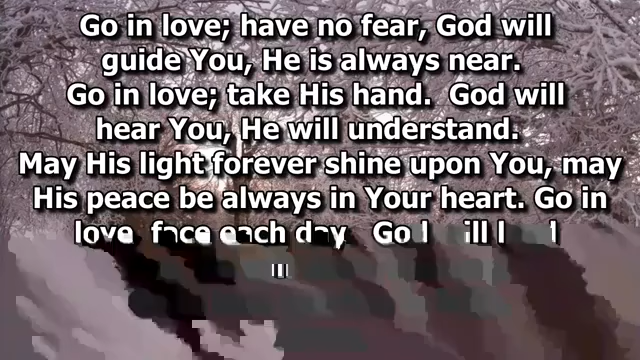 Go in love; have no fear, God will
guide You, He is always near.
Go in love; take His hand.  God will
hear You, He will understand.
May His light forever shine upon You, may
His peace be always in Your heart. Go in
love face each day